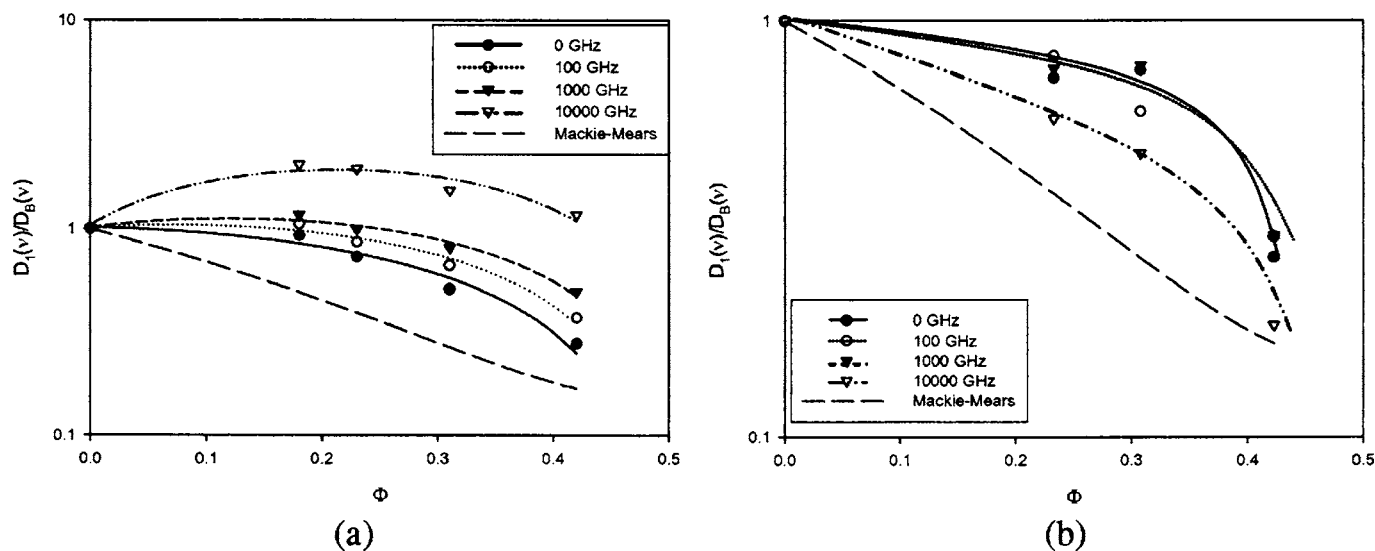 10
1
0.1
D₁(ν)/D_B(ν)
0 GHz
100 GHz
1000 GHz
10000 GHz
Mackie-Mears
0.0 0.1 0.2 0.3 0.4 0.5
Φ
(a)
1
0.1
D₁(ν)/D_B(ν)
0 GHz
100 GHz
1000 GHz
10000 GHz
Mackie-Mears
0.0 0.1 0.2 0.3 0.4 0.5
Φ
(b)